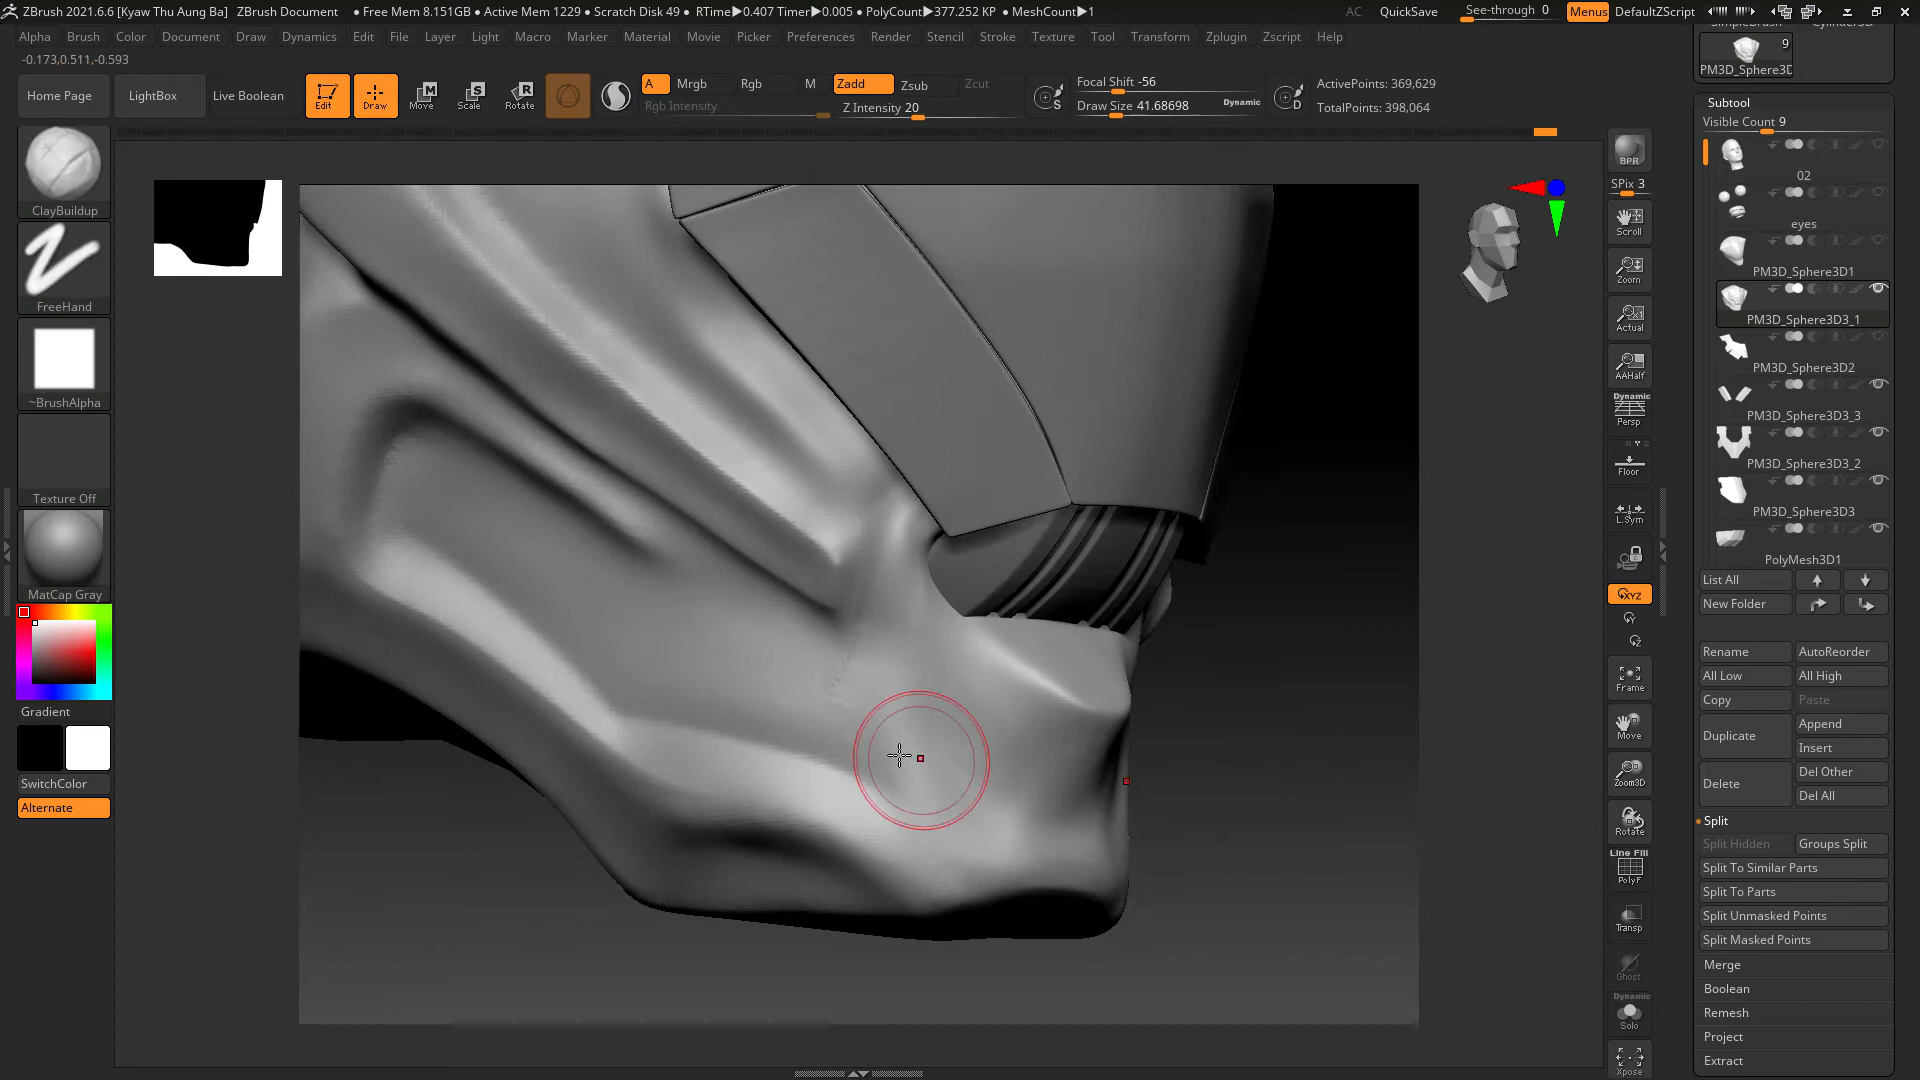 ZBrush 2021.6.6 [Kyaw Thu Aung Ba] ZBrush Document • Free Mem 8.151GB • Active Mem 1229 • Scratch Disk 49 • RTime▶0.407 Timer▶0.005 • PolyCount▶377.252 KP • MeshCount▶1 AC QuickSave See-through 0 Menus DefaultZScript
Alpha Brush Color Document Draw Dynamics Edit File Layer Light Macro Marker Material Movie Picker Preferences Render Stencil Stroke Texture Tool Transform Zplugin Zscript Help
-0.173,0.511,-0.593
Home Page LightBox Live Boolean Edit Draw Move Scale Rotate
A Mrgb Rgb M Zadd Zsub Zcut
Rgb Intensity Z Intensity 20
Focal Shift -56
Draw Size 41.68698 Dynamic
ActivePoints: 369,629
TotalPoints: 398,064
ClayBuildup
FreeHand
~BrushAlpha
Texture Off
MatCap Gray
Gradient
SwitchColor
Alternate
BPR
SPix 3
Scroll
Zoom
Actual
AAHalf
Dynamic
Persp
Floor
L.Sym
XYZ
Y
Z
Frame
Move
Zoom3D
Rotate
Line Fill
PolyF
Transp
Ghost
Dynamic
Solo
Xpose
9
PM3D_Sphere3D
Subtool
Visible Count 9
02
eyes
PM3D_Sphere3D1
PM3D_Sphere3D3_1
PM3D_Sphere3D2
PM3D_Sphere3D3_3
PM3D_Sphere3D3_2
PM3D_Sphere3D3
PolyMesh3D1
List All
New Folder
Rename AutoReorder
All Low All High
Copy Paste
Duplicate Append
Insert
Delete Del Other
Del All
Split
Split Hidden Groups Split
Split To Similar Parts
Split To Parts
Split Unmasked Points
Split Masked Points
Merge
Boolean
Remesh
Project
Extract